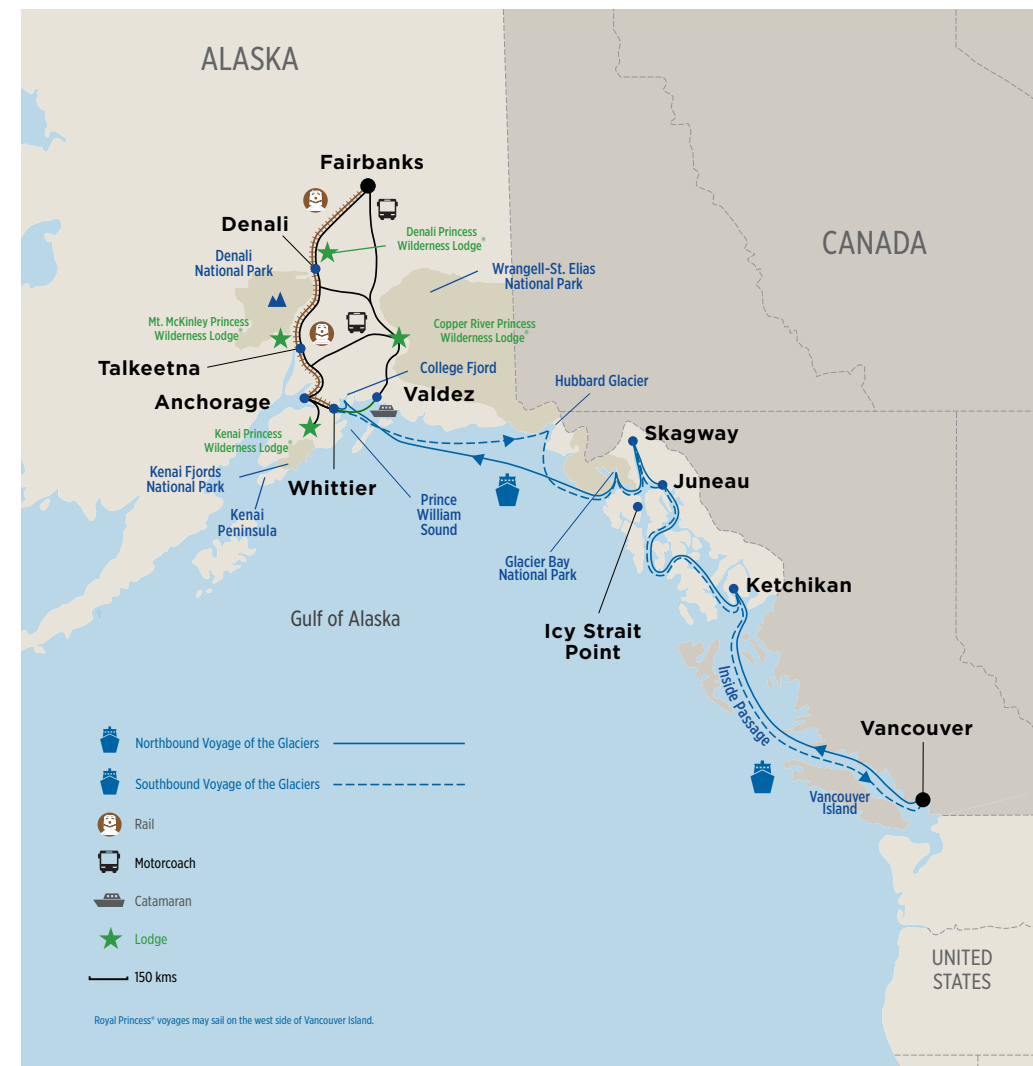 ALASKA
Fairbanks
Denali
Denali Princess
Wilderness Lodge®
CANADA
Denali
National Park
Wrangell-St. Elias
National Park
Mt. McKinley Princess
Wilderness Lodge®
Copper River Princess
Wilderness Lodge®
Talkeetna
College Fjord
Hubbard Glacier
Anchorage
Valdez
Kenai Princess
Wilderness Lodge®
Skagway
Kenai Fjords
National Park
Whittier
Juneau
Prince
William
Sound
Kenai
Peninsula
Glacier Bay
National Park
Ketchikan
Gulf of Alaska
Icy Strait
Point
Inside Passage
Vancouver
Northbound Voyage of the Glaciers
Southbound Voyage of the Glaciers
Vancouver
Island
Rail
Motorcoach
Catamaran
Lodge
UNITED
STATES
150 kms
Royal Princess® voyages may sail on the west side of Vancouver Island.